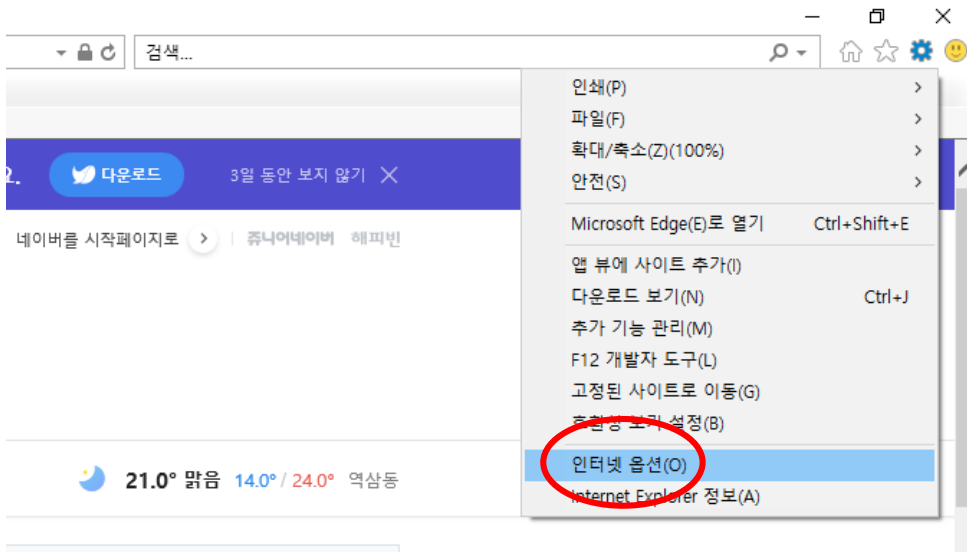 검색...
인쇄(P)
파일(F)
확대/축소(Z)(100%)
안전(S)
Microsoft Edge(E)로 열기 Ctrl+Shift+E
앱 뷰에 사이트 추가(I)
다운로드 보기(N) Ctrl+J
추가 기능 관리(M)
F12 개발자 도구(L)
고정된 사이트로 이동(G)
호환성 보기 설정(B)
인터넷 옵션(O)
Internet Explorer 정보(A)
요. 다운로드 3일 동안 보지 않기
네이버를 시작페이지로 쥬니어네이버 해피빈
21.0° 맑음 14.0° / 24.0° 역삼동